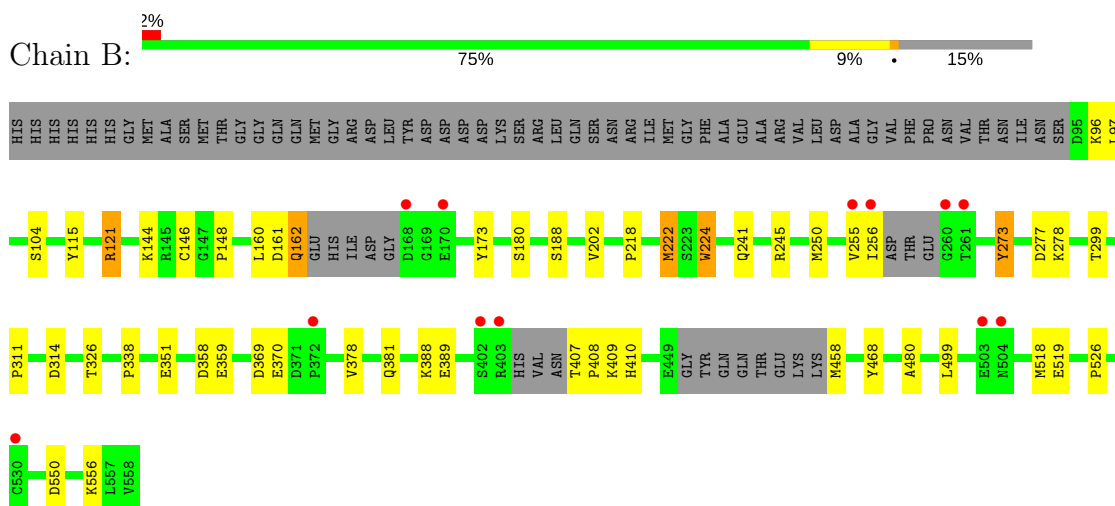 2%
Chain B:
75% 9% • 15%
HIS HIS HIS HIS HIS HIS GLY MET ALA SER MET THR GLY GLY GLN GLN MET GLY ARG ASP LEU TYR ASP ASP ASP ASP LYS SER ARG LEU GLN SER ASN ARG ILE MET GLY PHE ALA GLU ALA ARG VAL LEU ASP ALA GLY VAL PHE PRO ASN VAL THR ASN ILE ASN SER D95 K96
S104 Y115 R121 K144 R145 C146 G147 P148 L160 D161 Q162 GLU HIS ILE ASP GLY D168 G169 E170 Y173 S180 S188 V202 P218 M222 S223 W224 Q241 R245 M250 V255 I256 ASP THR GLU G260 T261 Y273 D277 K278 T299
P311 D314 T326 P338 E351 D358 E359 D369 E370 D371 P372 V378 Q381 K388 E389 S402 R403 HIS VAL ASN T407 P408 K409 H410 E449 GLY TYR GLN GLN THR GLU LYS LYS M458 Y468 A480 L499 E503 N504 M518 E519 P526
C530 D550 K556 L557 V558